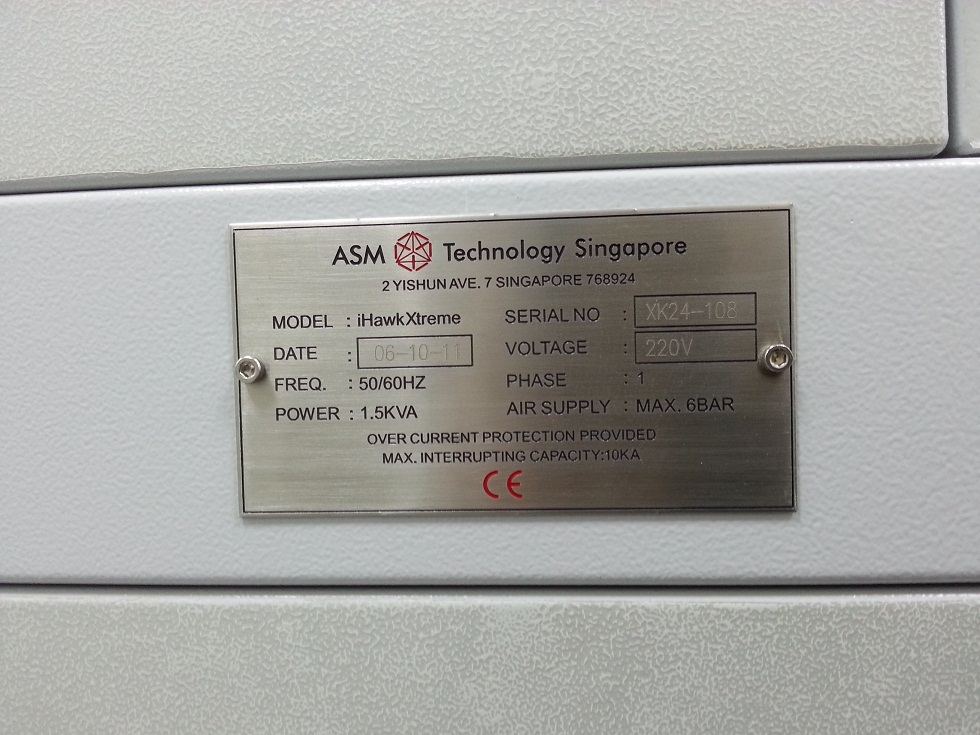 ASM Technology Singapore
2 YISHUN AVE. 7 SINGAPORE 768924
MODEL : iHawkXtreme SERIAL NO : XK24-108
DATE : 06-10-11 VOLTAGE : 220V
FREQ. : 50/60HZ PHASE : 1
POWER : 1.5KVA AIR SUPPLY : MAX. 6BAR
OVER CURRENT PROTECTION PROVIDED
MAX. INTERRUPTING CAPACITY:10KA
CE